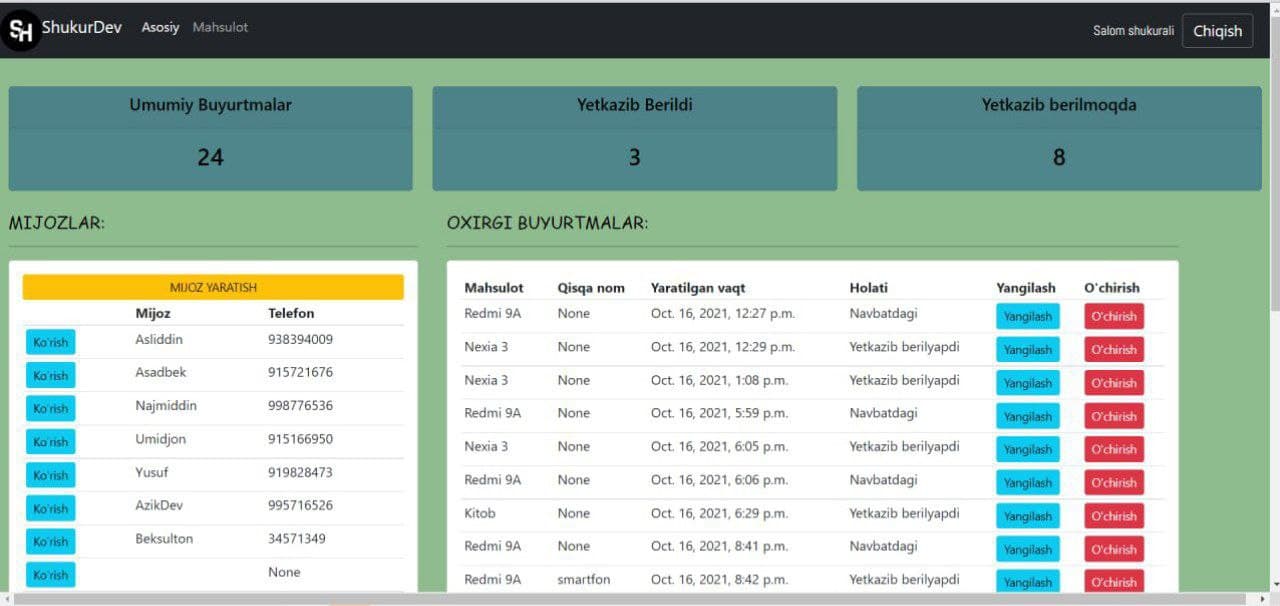 SH ShukurDev Asosiy Mahsulot Salom shukurali Chiqish
Umumiy Buyurtmalar
24
Yetkazib Berildi
3
Yetkazib berilmoqda
8
MIJOZLAR:
MIJOZ YARATISH
Mijoz Telefon
Ko'rish Asliddin 938394009
Ko'rish Asadbek 915721676
Ko'rish Najmiddin 998776536
Ko'rish Umidjon 915166950
Ko'rish Yusuf 919828473
Ko'rish AzikDev 995716526
Ko'rish Beksulton 34571349
Ko'rish None
OXIRGI BUYURTMALAR:
Mahsulot Qisqa nom Yaratilgan vaqt Holati Yangilash O'chirish
Redmi 9A None Oct. 16, 2021, 12:27 p.m. Navbatdagi Yangilash O'chirish
Nexia 3 None Oct. 16, 2021, 12:29 p.m. Yetkazib berilyapdi Yangilash O'chirish
Nexia 3 None Oct. 16, 2021, 1:08 p.m. Yetkazib berilyapdi Yangilash O'chirish
Redmi 9A None Oct. 16, 2021, 5:59 p.m. Navbatdagi Yangilash O'chirish
Nexia 3 None Oct. 16, 2021, 6:05 p.m. Yetkazib berilyapdi Yangilash O'chirish
Redmi 9A None Oct. 16, 2021, 6:06 p.m. Navbatdagi Yangilash O'chirish
Kitob None Oct. 16, 2021, 6:29 p.m. Yetkazib berilyapdi Yangilash O'chirish
Redmi 9A None Oct. 16, 2021, 8:41 p.m. Navbatdagi Yangilash O'chirish
Redmi 9A smartfon Oct. 16, 2021, 8:42 p.m. Yetkazib berilyapdi Yangilash O'chirish